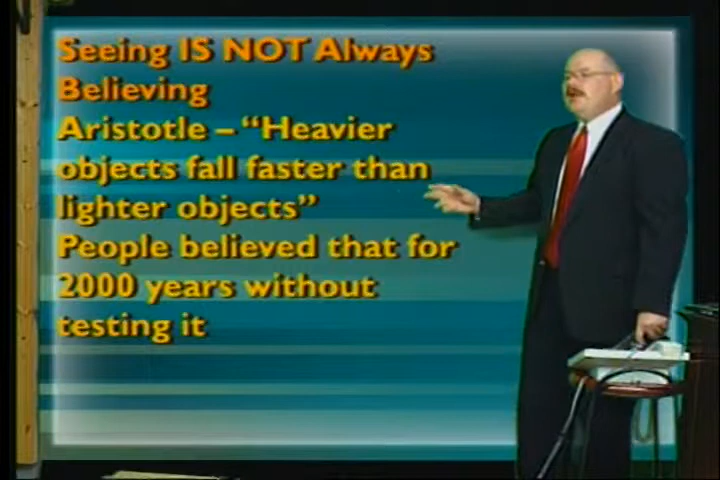 Seeing IS NOT Always
Believing
Aristotle – “Heavier
objects fall faster than
lighter objects”
People believed that for
2000 years without
testing it